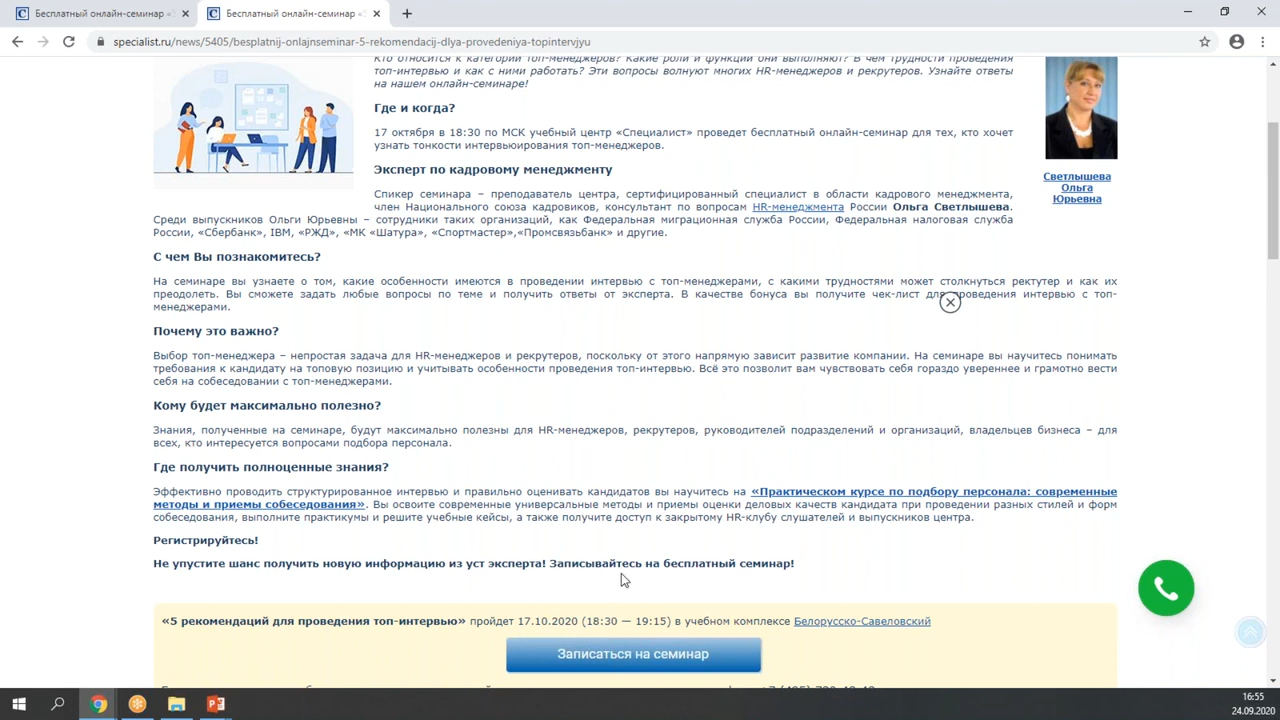 Бесплатный онлайн-семинар «5
Бесплатный онлайн-семинар «5
specialist.ru/news/5405/besplatnij-onlajnseminar-5-rekomendacij-dlya-provedeniya-topintervjyu
Кто относится к категории топ-менеджеров? Какие роли и функции они выполняют? В чем трудности проведения
топ-интервью и как с ними работать? Эти вопросы волнуют многих HR-менеджеров и рекрутеров. Узнайте ответы
на нашем онлайн-семинаре!
Где и когда?
17 октября в 18:30 по МСК учебный центр «Специалист» проведет бесплатный онлайн-семинар для тех, кто хочет
узнать тонкости интервьюирования топ-менеджеров.
Эксперт по кадровому менеджменту
Спикер семинара – преподаватель центра, сертифицированный специалист в области кадрового менеджмента,
член Национального союза кадровиков, консультант по вопросам HR-менеджмента России Ольга Светлышева.
Среди выпускников Ольги Юрьевны – сотрудники таких организаций, как Федеральная миграционная служба России, Федеральная налоговая служба
России, «Сбербанк», IBM, «РЖД», «МК «Шатура», «Спортмастер»,«Промсвязьбанк» и другие.
Светлышева
Ольга
Юрьевна
С чем Вы познакомитесь?
На семинаре вы узнаете о том, какие особенности имеются в проведении интервью с топ-менеджерами, с какими трудностями может столкнуться ректутер и как их
преодолеть. Вы сможете задать любые вопросы по теме и получить ответы от эксперта. В качестве бонуса вы получите чек-лист для проведения интервью с топ-
менеджерами.
Почему это важно?
Выбор топ-менеджера – непростая задача для HR-менеджеров и рекрутеров, поскольку от этого напрямую зависит развитие компании. На семинаре вы научитесь понимать
требования к кандидату на топовую позицию и учитывать особенности проведения топ-интервью. Всё это позволит вам чувствовать себя гораздо увереннее и грамотно вести
себя на собеседовании с топ-менеджерами.
Кому будет максимально полезно?
Знания, полученные на семинаре, будут максимально полезны для HR-менеджеров, рекрутеров, руководителей подразделений и организаций, владельцев бизнеса – для
всех, кто интересуется вопросами подбора персонала.
Где получить полноценные знания?
Эффективно проводить структурированное интервью и правильно оценивать кандидатов вы научитесь на «Практическом курсе по подбору персонала: современные
методы и приемы собеседования». Вы освоите современные универсальные методы и приемы оценки деловых качеств кандидата при проведении разных стилей и форм
собеседования, выполните практикумы и решите учебные кейсы, а также получите доступ к закрытому HR-клубу слушателей и выпускников центра.
Регистрируйтесь!
Не упустите шанс получить новую информацию из уст эксперта! Записывайтесь на бесплатный семинар!
«5 рекомендаций для проведения топ-интервью» пройдет 17.10.2020 (18:30 — 19:15) в учебном комплексе Белорусско-Савеловский
Записаться на семинар
16:55
24.09.2020